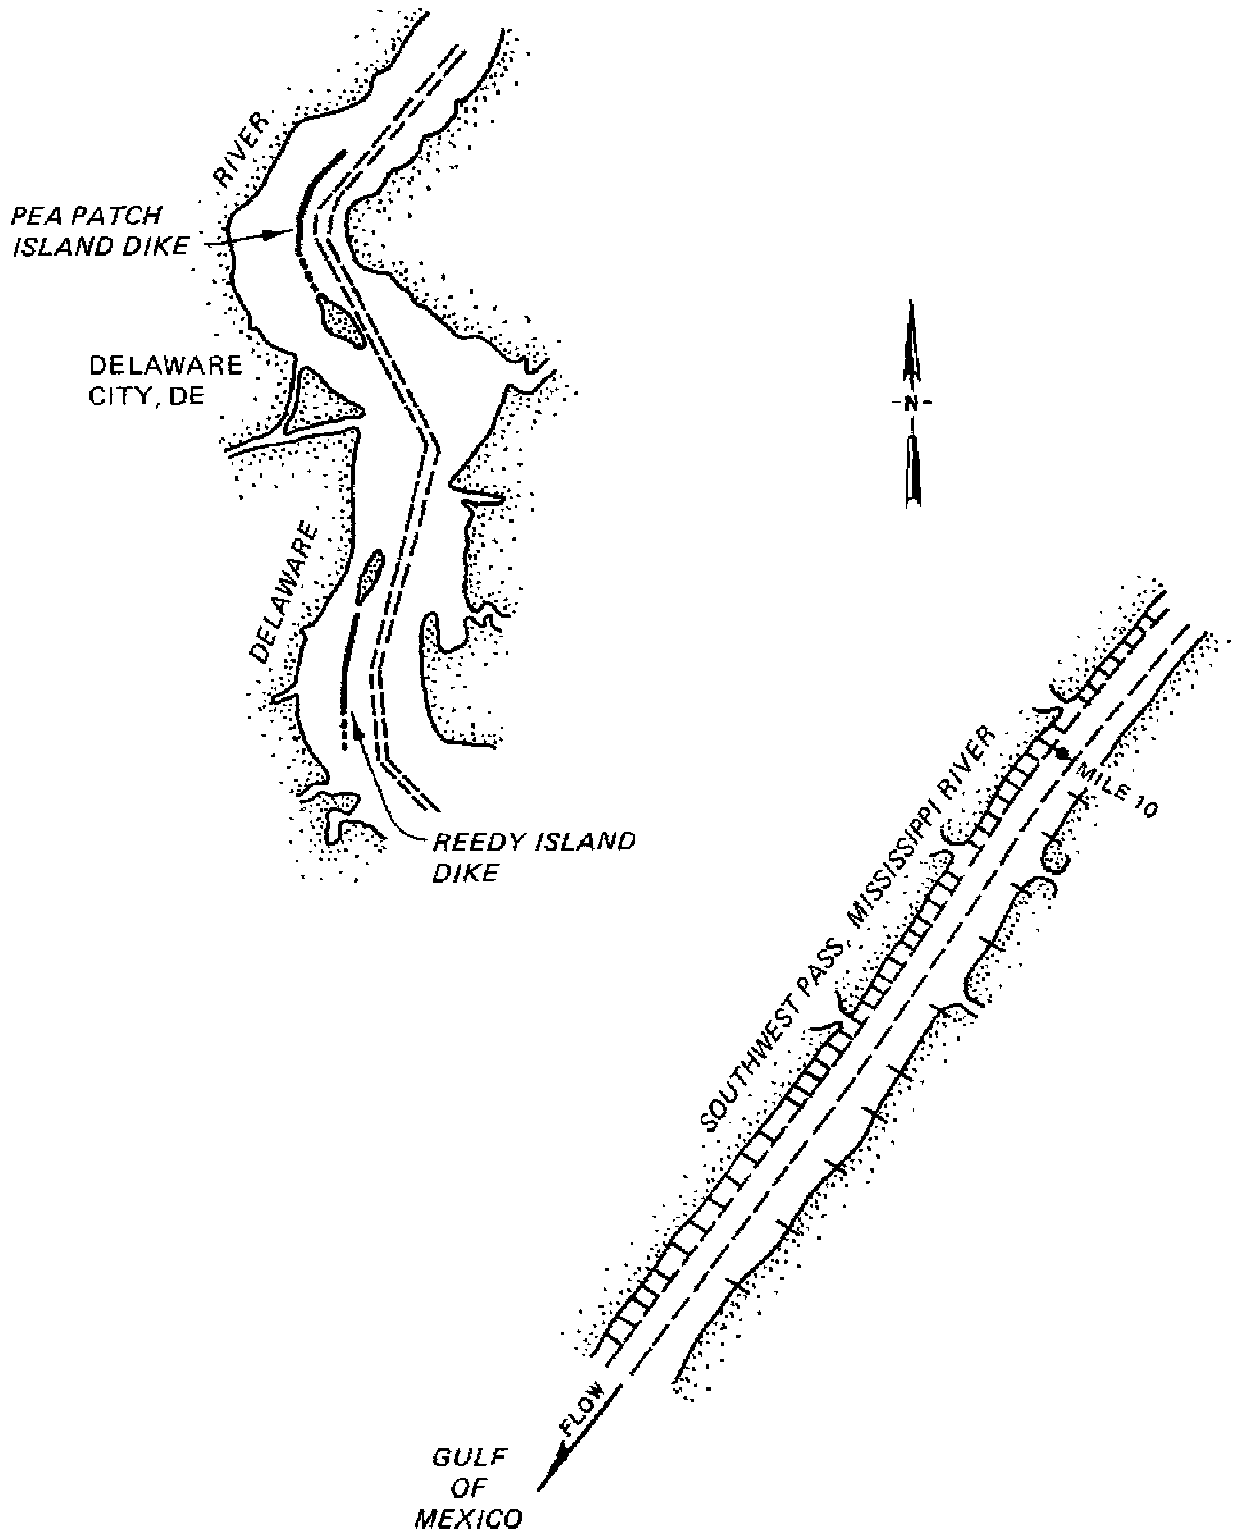 RIVER
PEA PATCH
ISLAND DIKE
DELAWARE
CITY, DE
-N-
DELAWARE
REEDY ISLAND
DIKE
MILE 10
SOUTHWEST PASS, MISSISSIPPI RIVER
FLOW
GULF
OF
MEXICO